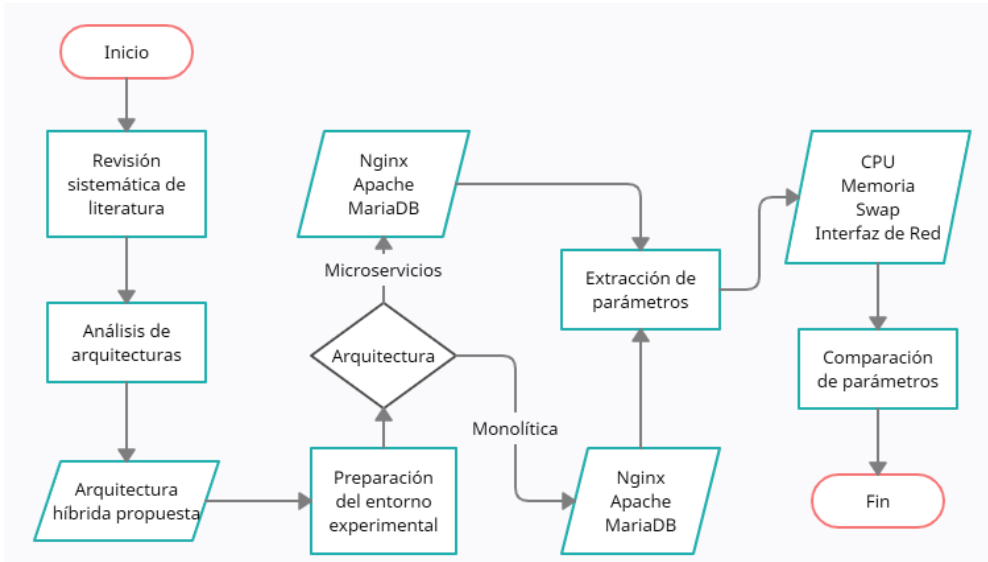 Inicio
Revisión
sistemática de
literatura
Análisis de
arquitecturas
Arquitectura
híbrida propuesta
Preparación
del entorno
experimental
Arquitectura
Microservicios
Nginx
Apache
MariaDB
Monolítica
Nginx
Apache
MariaDB
Extracción de
parámetros
CPU
Memoria
Swap
Interfaz de Red
Comparación
de parámetros
Fin